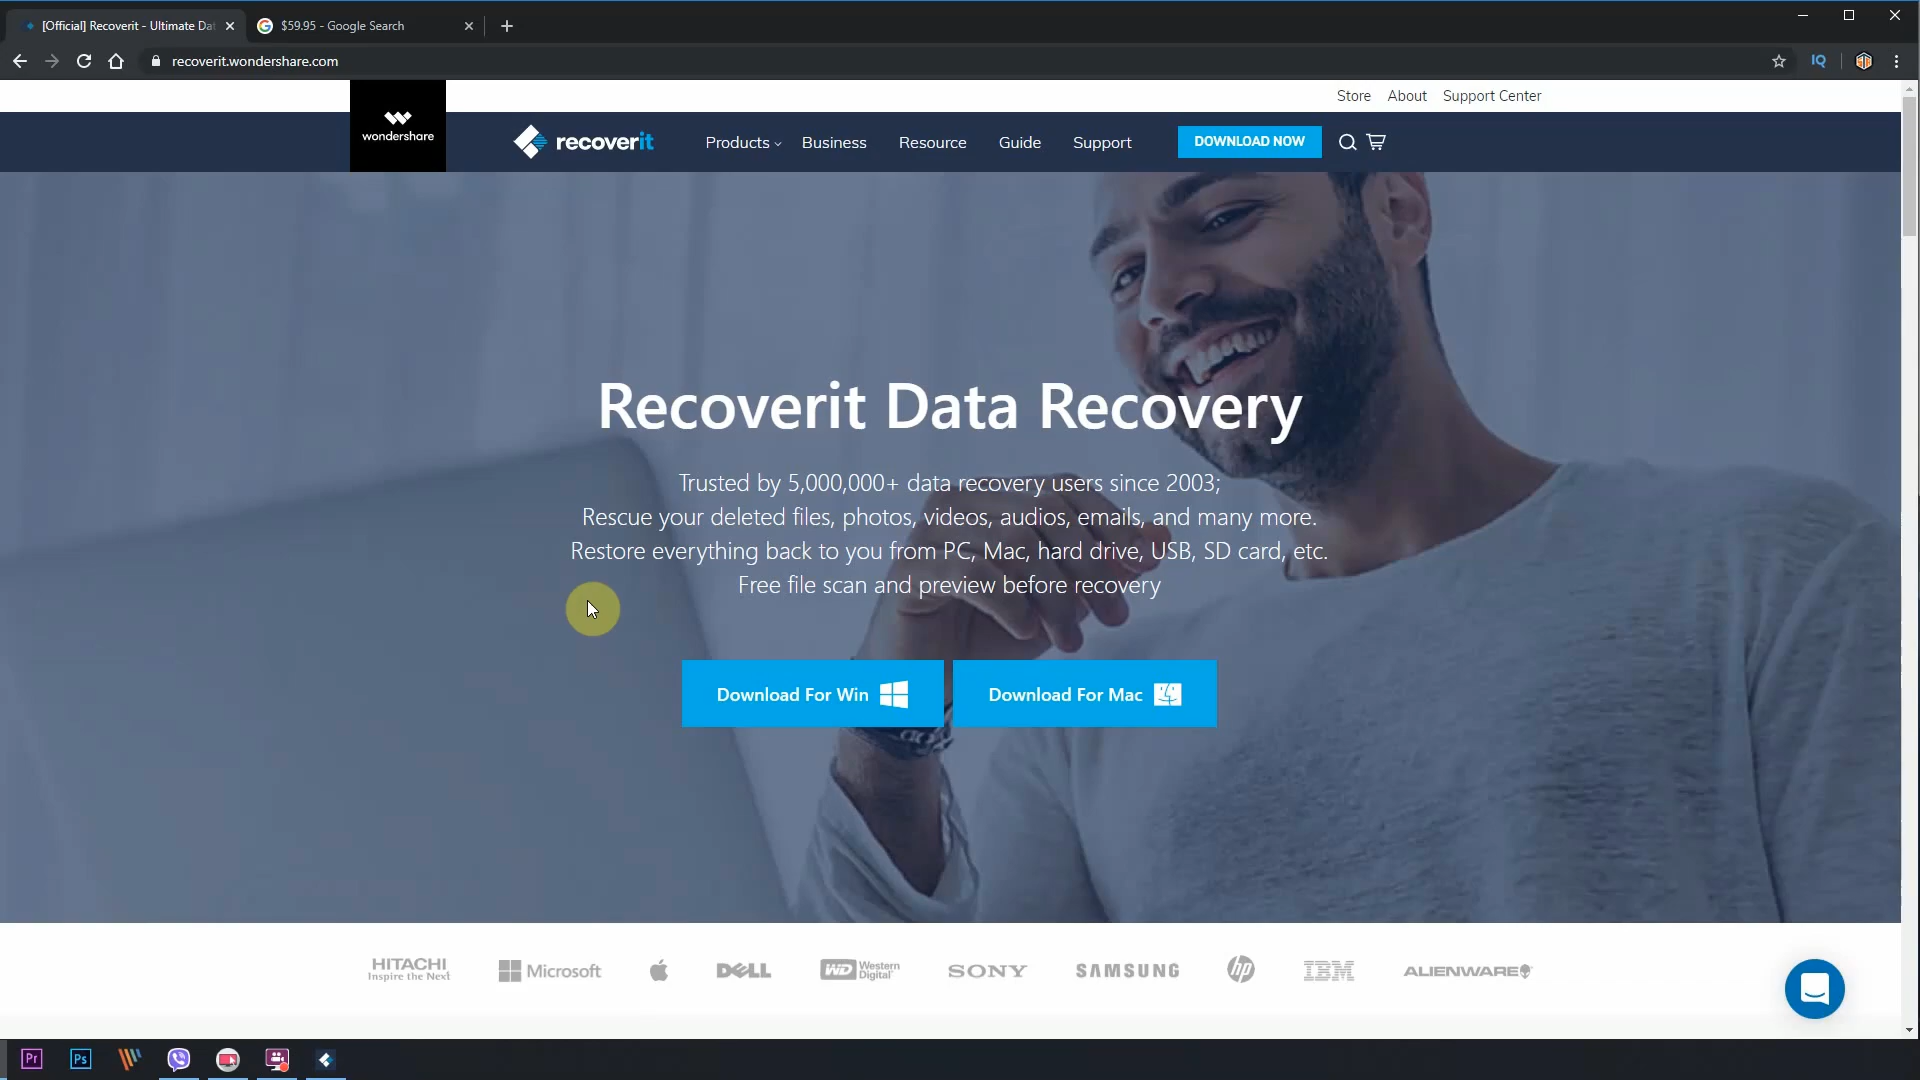 [Official] Recoverit - Ultimate Dat
$59.95 - Google Search
recoverit.wondershare.com
IQ
Store About Support Center
wondershare
recoverit
Products Business Resource Guide Support
DOWNLOAD NOW
Recoverit Data Recovery
Trusted by 5,000,000+ data recovery users since 2003;
Rescue your deleted files, photos, videos, audios, emails, and many more.
Restore everything back to you from PC, Mac, hard drive, USB, SD card, etc.
Free file scan and preview before recovery
Download For Win
Download For Mac
HITACHI
Inspire the Next
Microsoft
DELL
WD Western Digital
SONY
SAMSUNG
hp
IBM
ALIENWARE
Pr
Ps